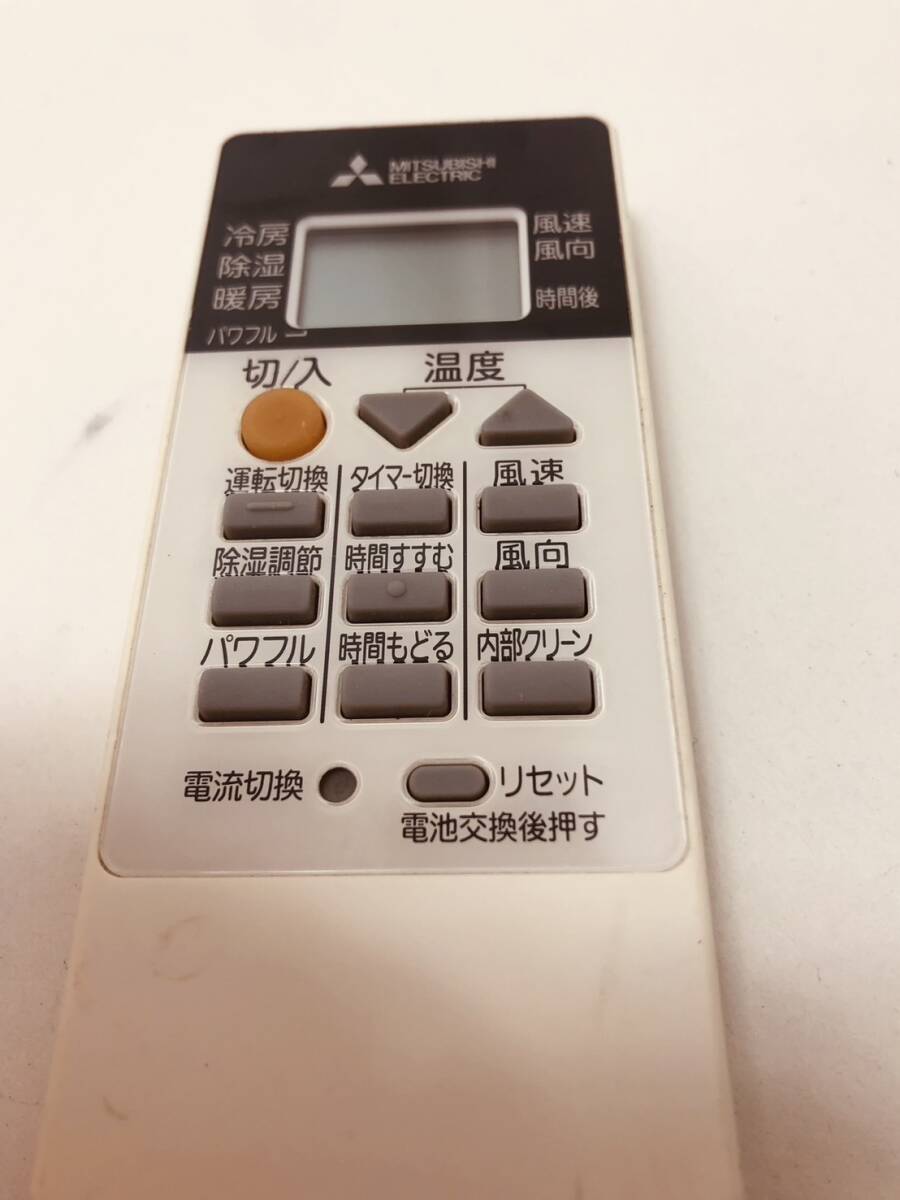 MITSUBISHI
ELECTRIC
冷房
除湿
暖房
パワフル
風速
風向
時間後
切/入
温度
運転切換
タイマー切換
風速
除湿調節
時間すすむ
風向
パワフル
時間もどる
内部クリーン
電流切換
リセット
電池交換後押す